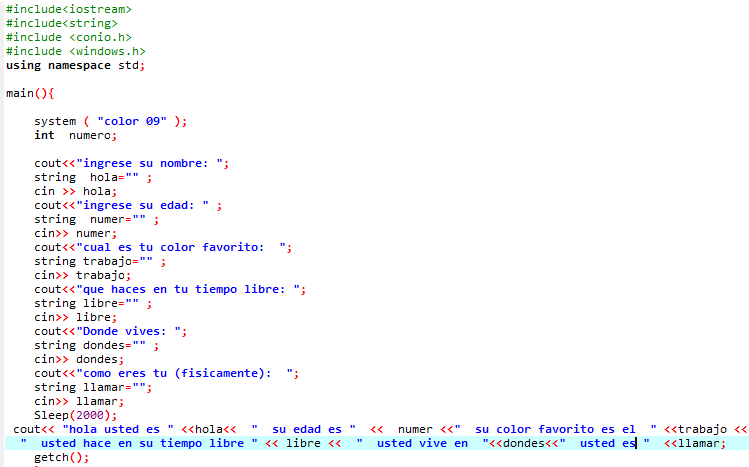 #include<iostream>
#include<string>
#include <conio.h>
#include <windows.h>
using namespace std;
main(){
system ( "color 09" );
int  numero;
cout<<"ingrese su nombre: ";
string  hola="" ;
cin >> hola;
cout<<"ingrese su edad: " ;
string  numer="" ;
cin>> numer;
cout<<"cual es tu color favorito:  ";
string trabajo="" ;
cin>> trabajo;
cout<<"que haces en tu tiempo libre: ";
string libre="" ;
cin>> libre;
cout<<"Donde vives: ";
string dondes="" ;
cin>> dondes;
cout<<"como eres tu (fisicamente):  ";
string llamar="";
cin>> llamar;
Sleep(2000);
cout<< "hola usted es " <<hola<<  "  su edad es "  <<  numer <<"  su color favorito es el  " <<trabajo <<
"  usted hace en su tiempo libre " << libre <<  "  usted vive en  "<<dondes<<"  usted es "  <<llamar;
getch();